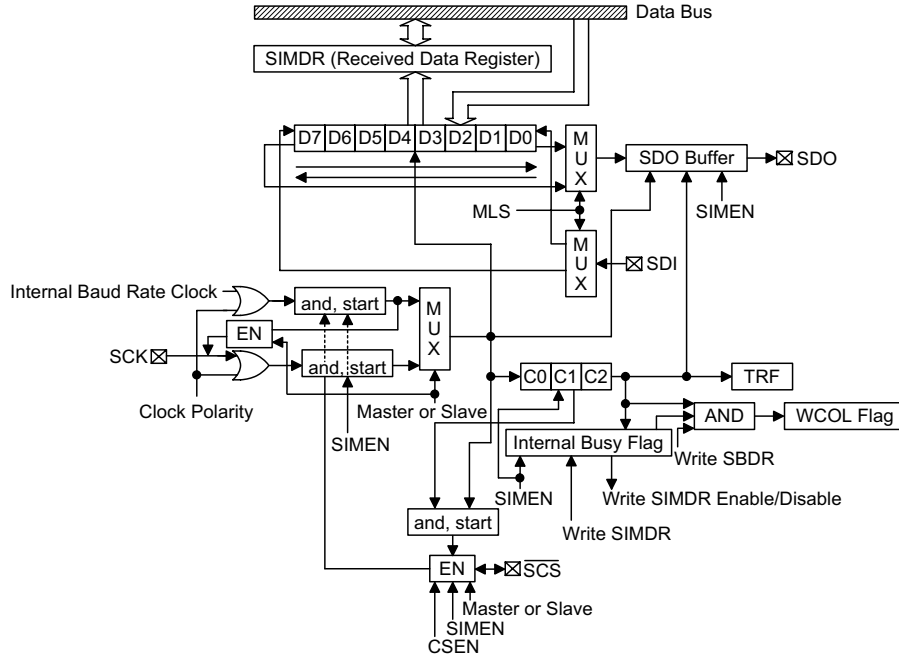 Data Bus
SIMDR (Received Data Register)
D7 D6 D5 D4 D3 D2 D1 D0
MUX
SDO Buffer
SDO
MLS
SIMEN
MUX
SDI
Internal Baud Rate Clock
and, start
MUX
EN
SCK
and, start
C0 C1 C2
TRF
Clock Polarity
Master or Slave
AND
WCOL Flag
SIMEN
Internal Busy Flag
Write SBDR
SIMEN
Write SIMDR Enable/Disable
and, start
Write SIMDR
EN
SCS
Master or Slave
SIMEN
CSEN